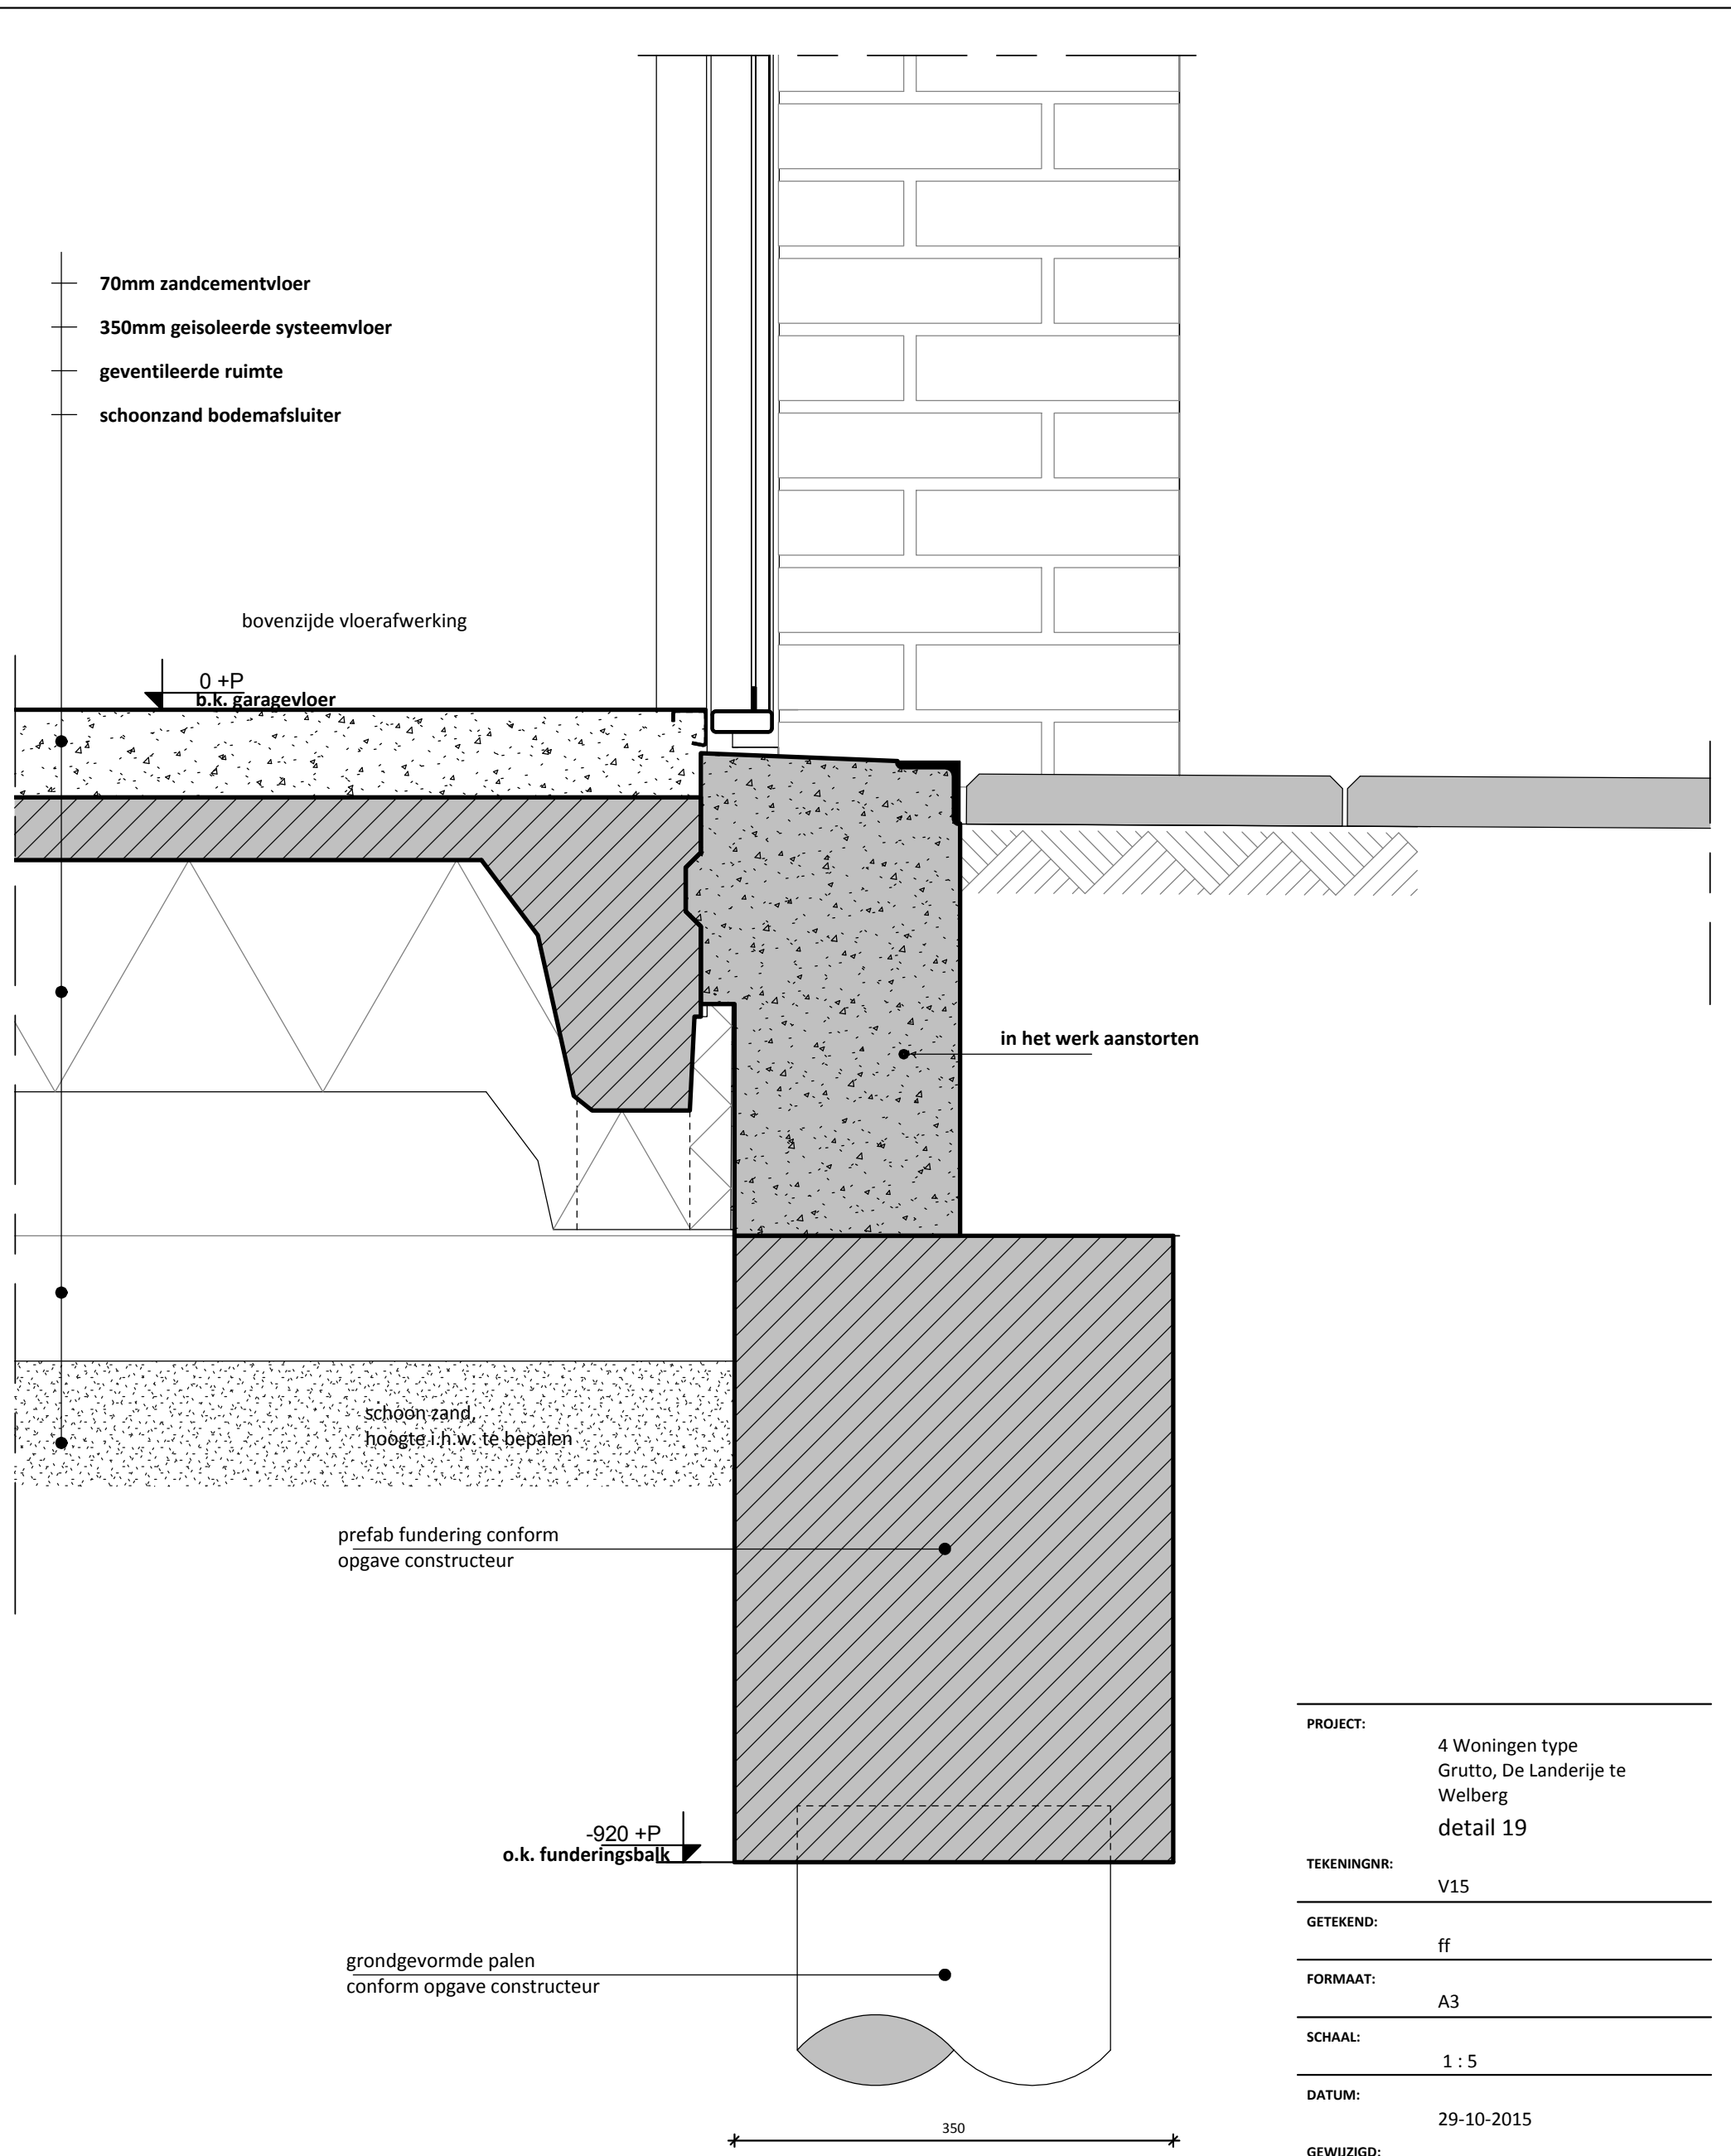 70mm zandcementvloer
350mm geisoleerde systeemvloer
geventileerde ruimte
schoonzand bodemafsluiter
bovenzijde vloerafwerking
0 +P
b.k. garagevloer
in het werk aanstorten
schoon zand,
hoogte i.h.w. te bepalen
prefab fundering conform
opgave constructeur
-920 +P
o.k. funderingsbalk
grondgevormde palen
conform opgave constructeur
350
PROJECT:
4 Woningen type
Grutto, De Landerije te
Welberg
detail 19
TEKENINGNR:
V15
GETEKEND:
ff
FORMAAT:
A3
SCHAAL:
1 : 5
DATUM:
29-10-2015
GEWIJZIGD: